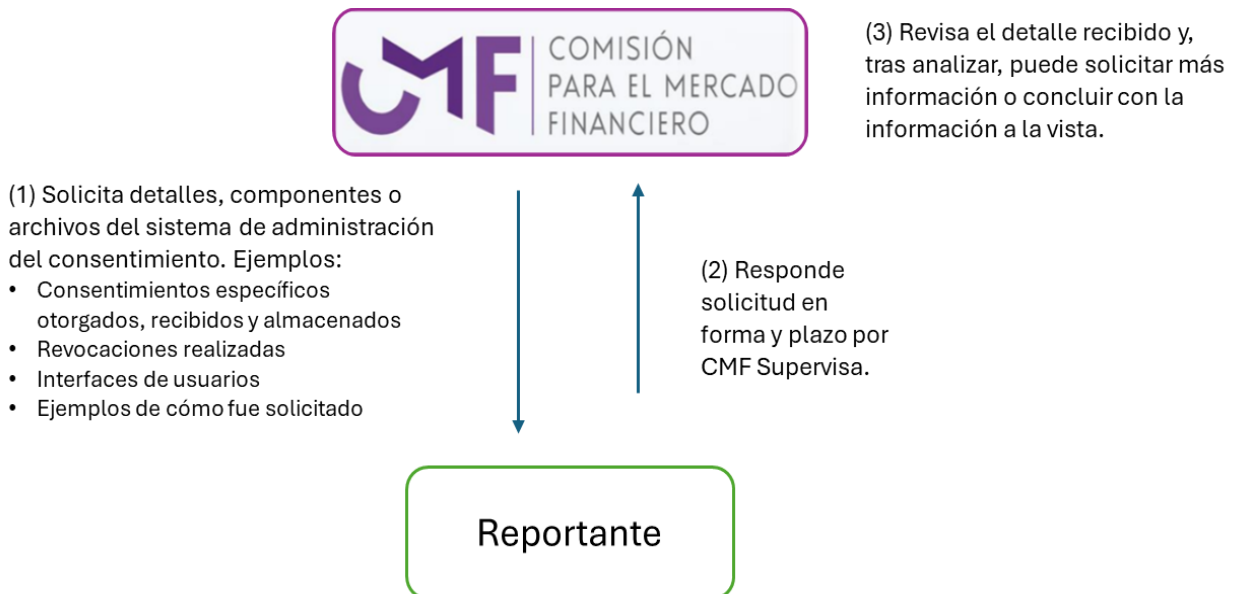 CMF
COMISIÓN
PARA EL MERCADO
FINANCIERO
(3) Revisa el detalle recibido y,
tras analizar, puede solicitar más
información o concluir con la
información a la vista.
(1) Solicita detalles, componentes o
archivos del sistema de administración
del consentimiento. Ejemplos:
• Consentimientos específicos
otorgados, recibidos y almacenados
• Revocaciones realizadas
• Interfaces de usuarios
• Ejemplos de cómo fue solicitado
(2) Responde
solicitud en
forma y plazo por
CMF Supervisa.
Reportante